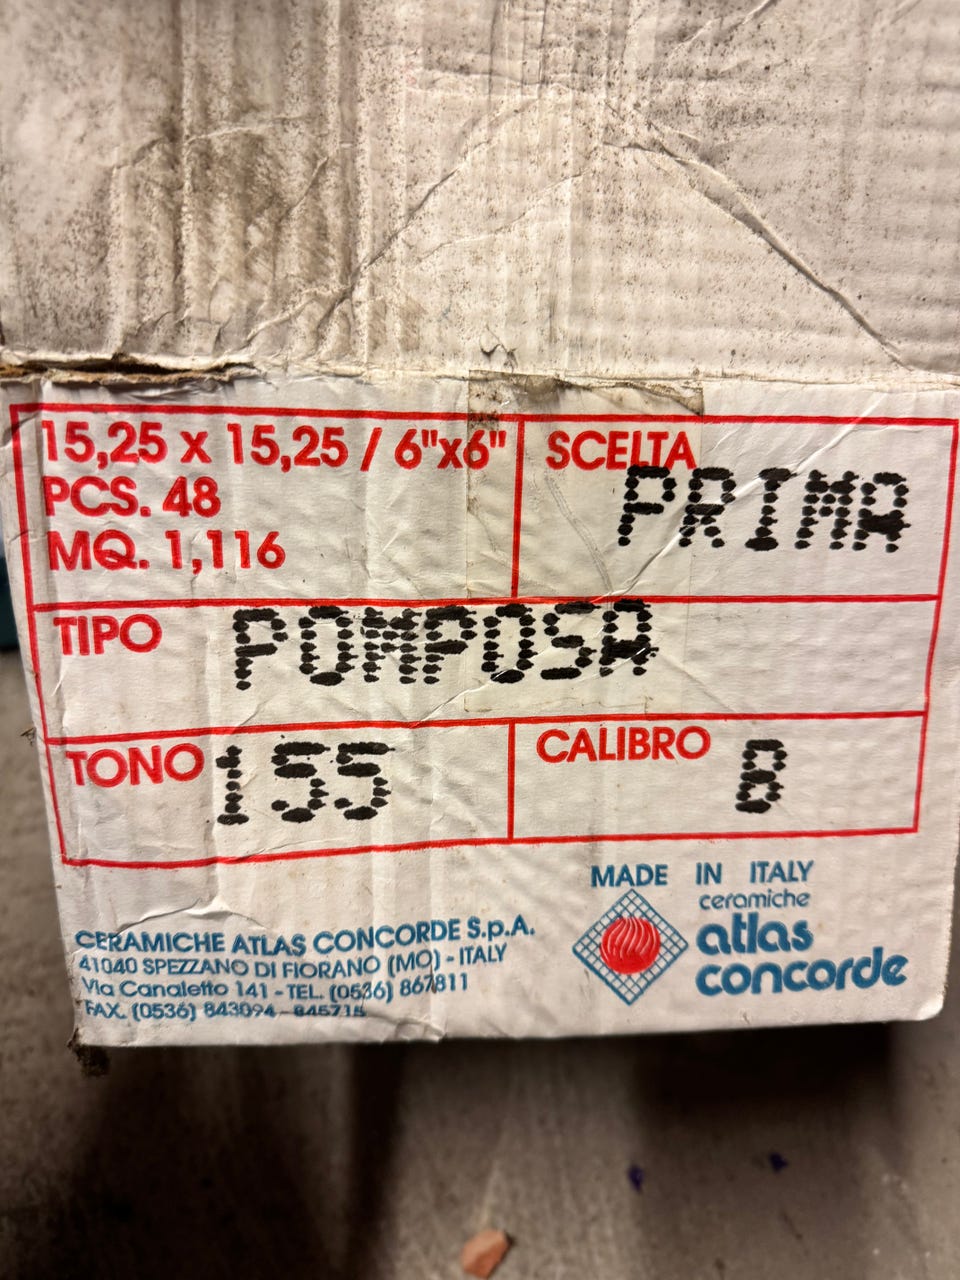 15,25 x 15,25 / 6"x6"
PCS. 48
MQ. 1,116
SCELTA
PRIMA
TIPO POMPOSA
TONO 155
CALIBRO B
MADE IN ITALY
ceramiche
atlas
concorde
CERAMICHE ATLAS CONCORDE S.p.A.
41040 SPEZZANO DI FIORANO (MO) - ITALY
Via Canaletto 141 - TEL. (0536) 867811
FAX. (0536) 843094 - 845715